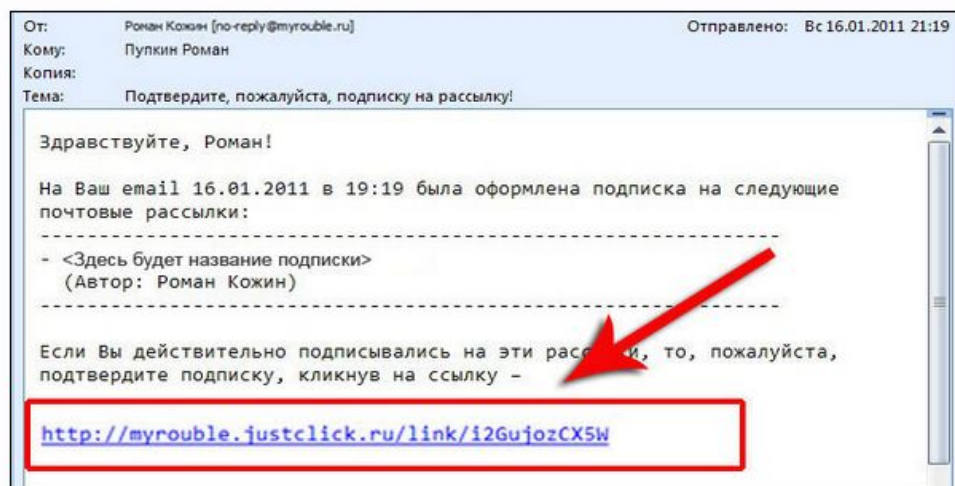 От: Роман Кожин [no-reply@myrouble.ru] Отправлено: Вс 16.01.2011 21:19
Кому: Пупкин Роман
Копия:
Тема: Подтвердите, пожалуйста, подписку на рассылку!
Здравствуйте, Роман!
На Ваш email 16.01.2011 в 19:19 была оформлена подписка на следующие
почтовые рассылки:
- <Здесь будет название подписки>
(Автор: Роман Кожин)
Если Вы действительно подписывались на эти рассылки, то, пожалуйста,
подтвердите подписку, кликнув на ссылку –
http://myrouble.justclick.ru/link/i2GujozCX5W